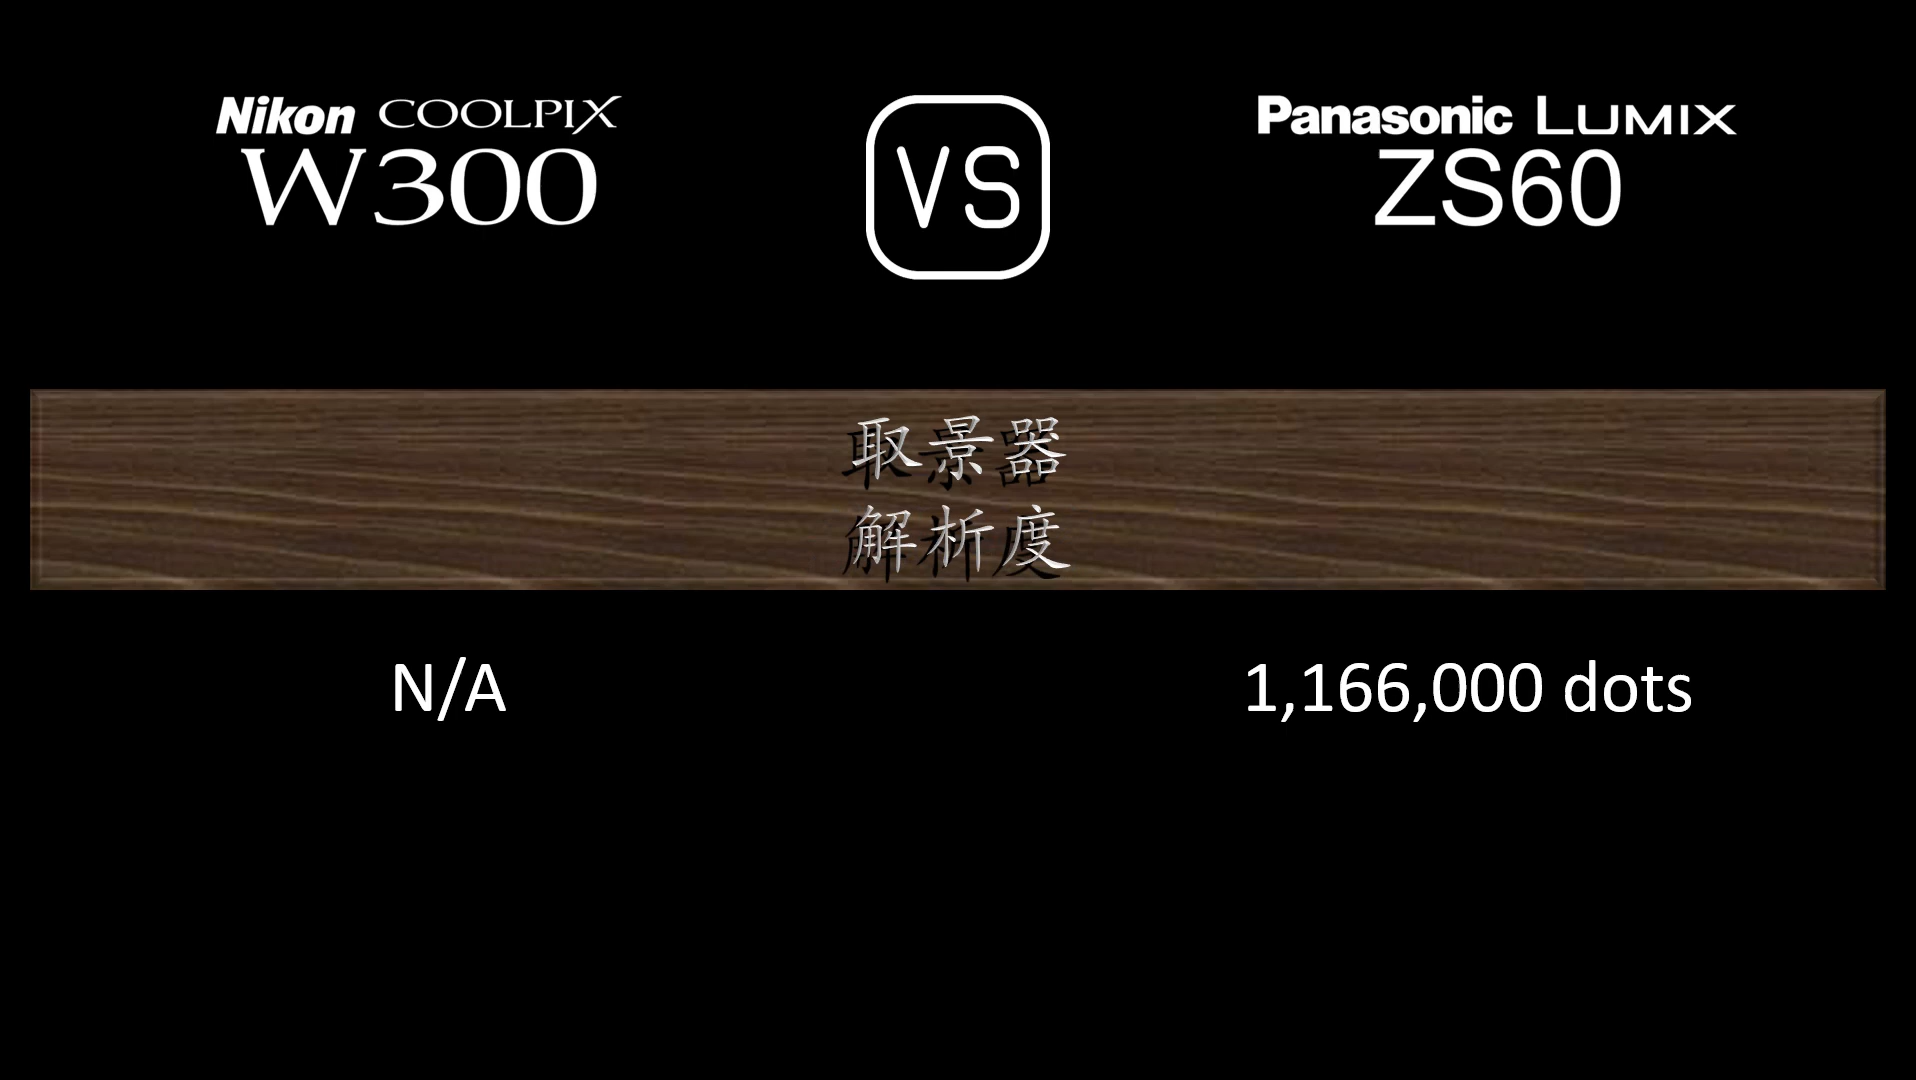 Nikon COOLPIX
W300
VS
Panasonic LUMIX
ZS60
取景器
解析度
N/A
1,166,000 dots